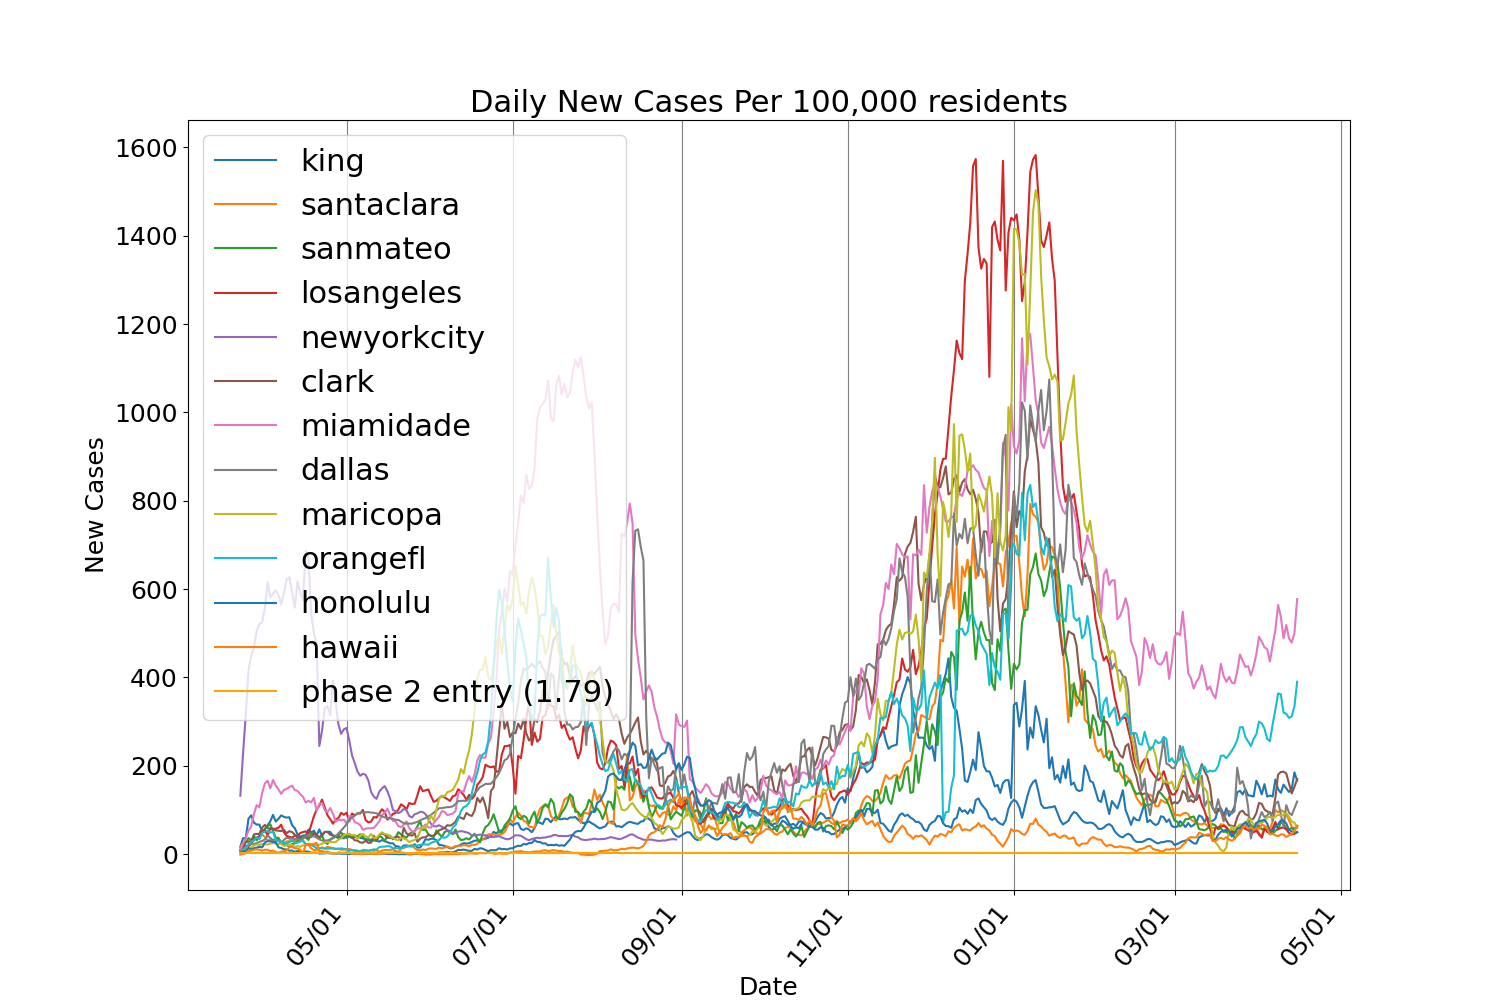 Daily New Cases Per 100,000 residents
New Cases
1600
1400
1200
1000
800
600
400
200
0
king
santaclara
sanmateo
losangeles
newyorkcity
clark
miamidade
dallas
maricopa
orangefl
honolulu
hawaii
phase 2 entry (1.79)
05/01
07/01
09/01
11/01
01/01
03/01
05/01
Date